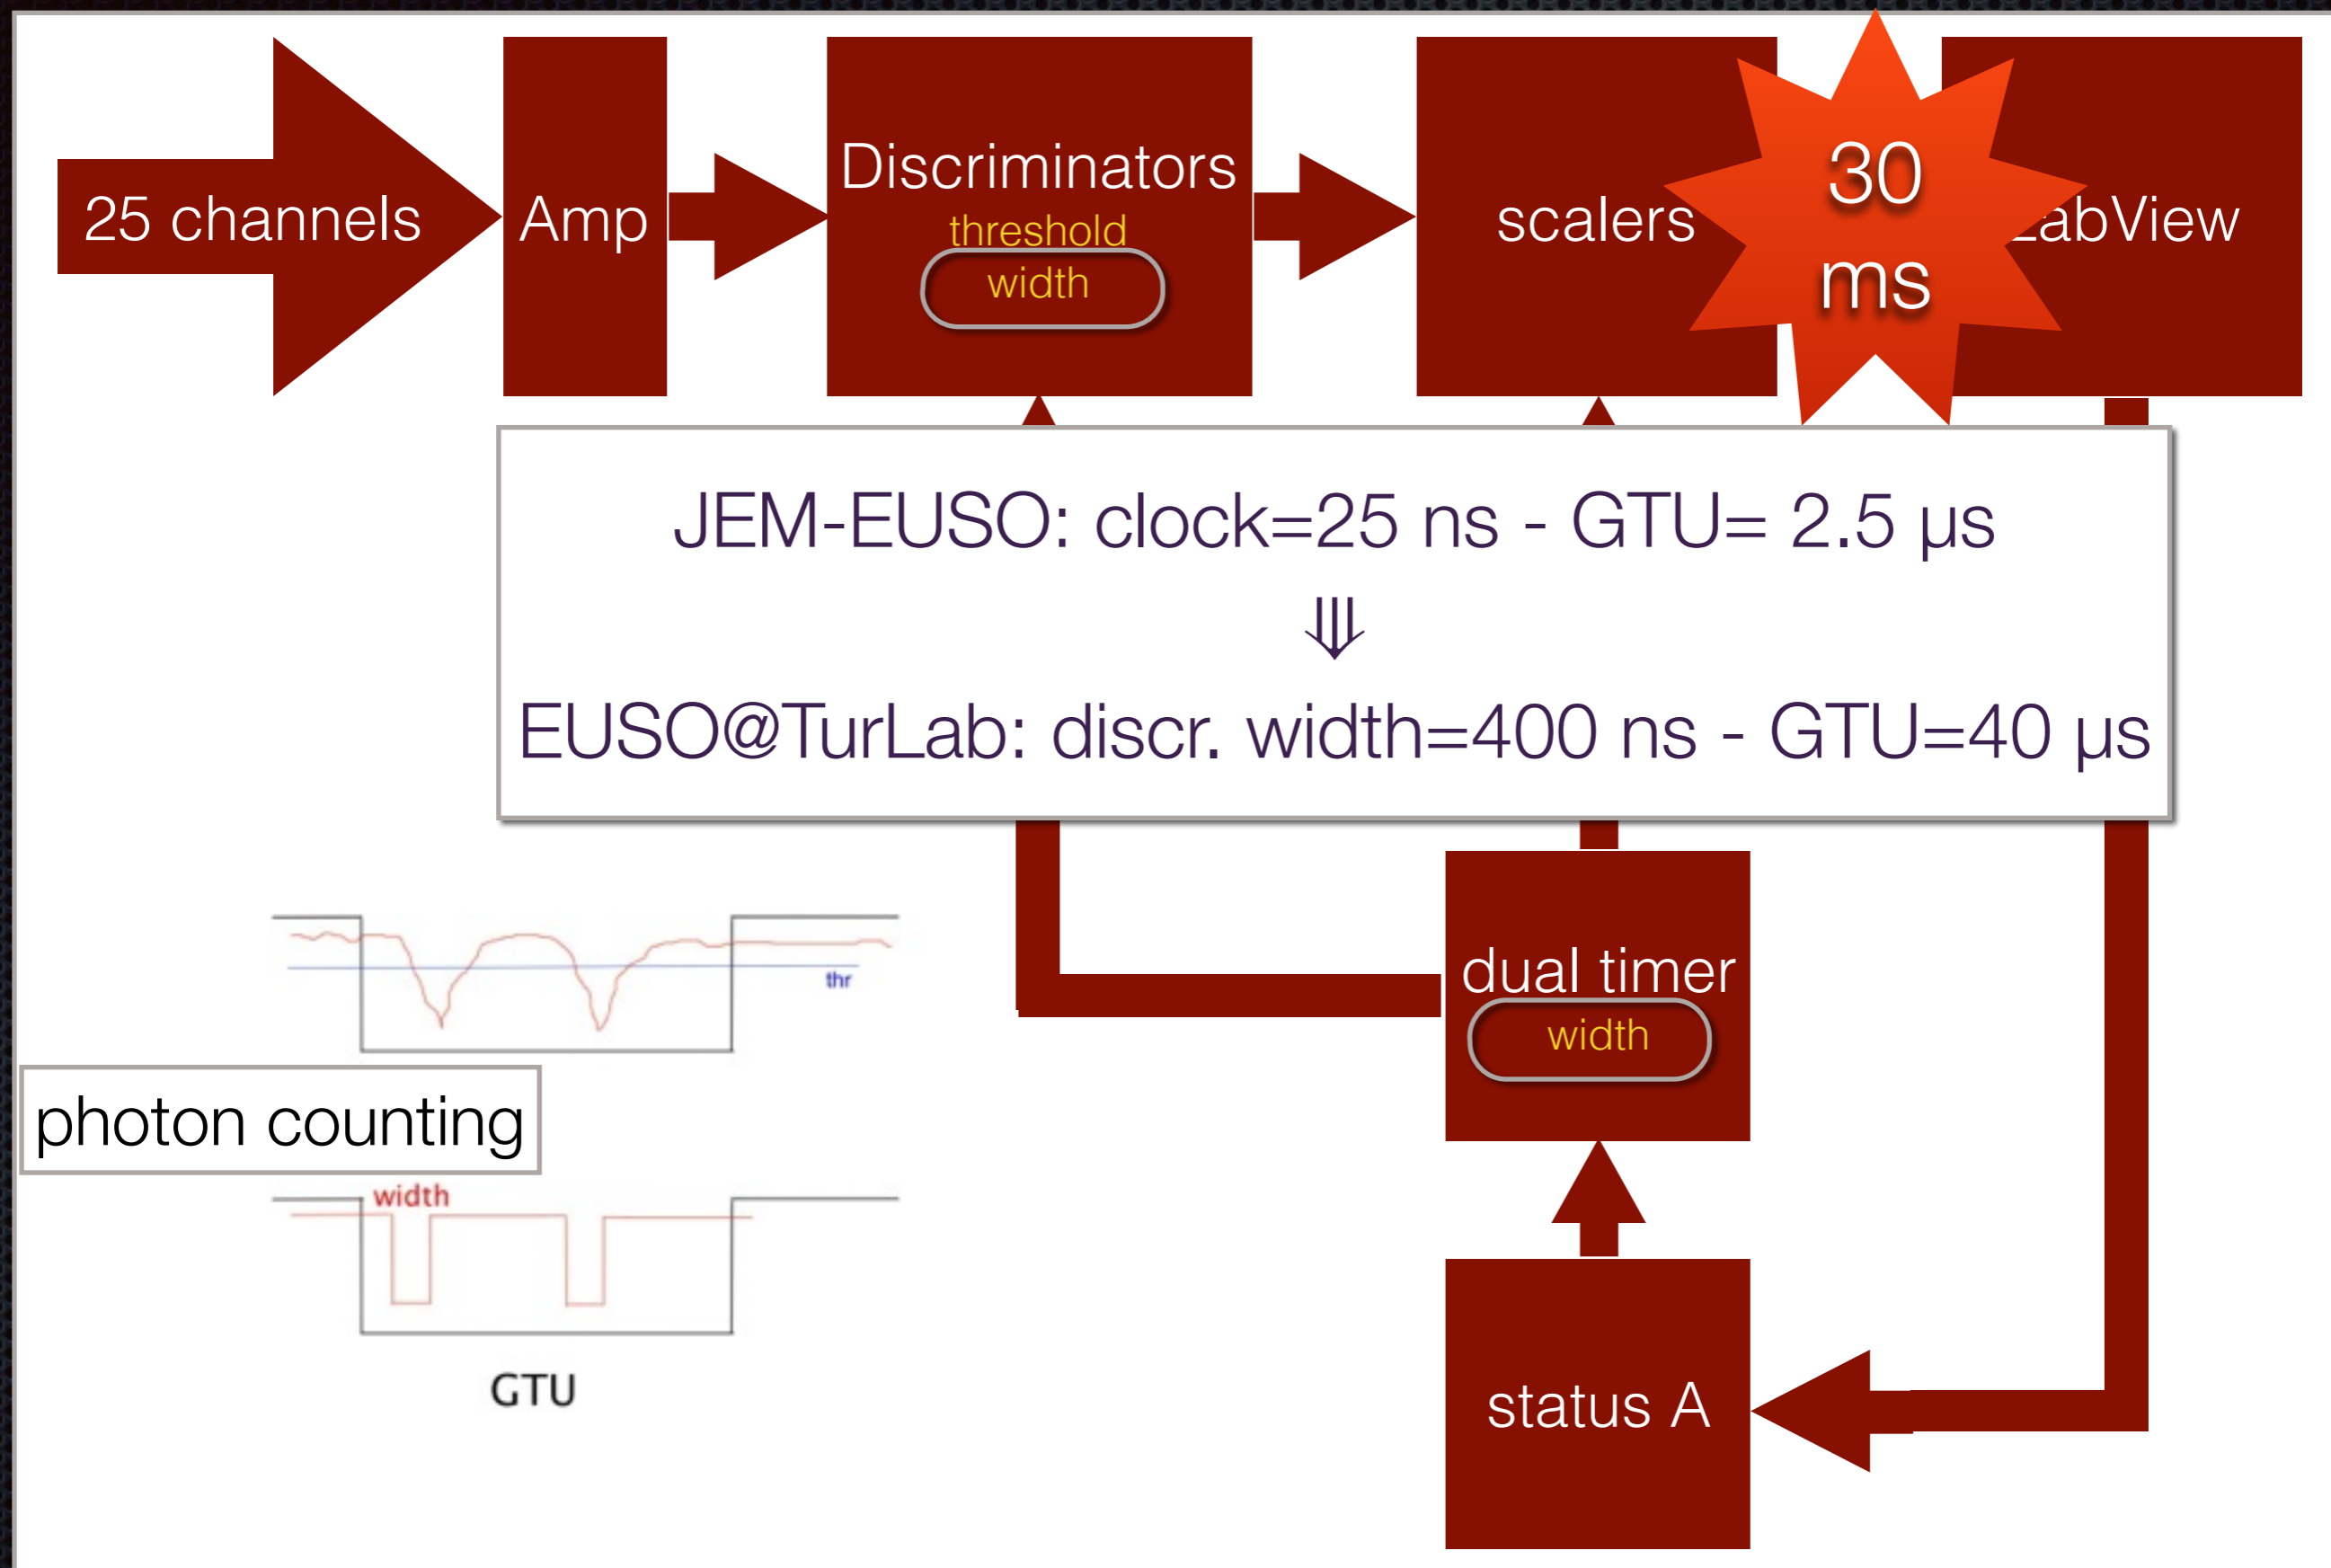 25 channels
Amp
Discriminators
threshold
width
scalers
30
ms
LabView
JEM-EUSO: clock=25 ns - GTU= 2.5 µs
⇓
EUSO@TurLab: discr. width=400 ns - GTU=40 µs
thr
dual timer
width
photon counting
width
GTU
status A